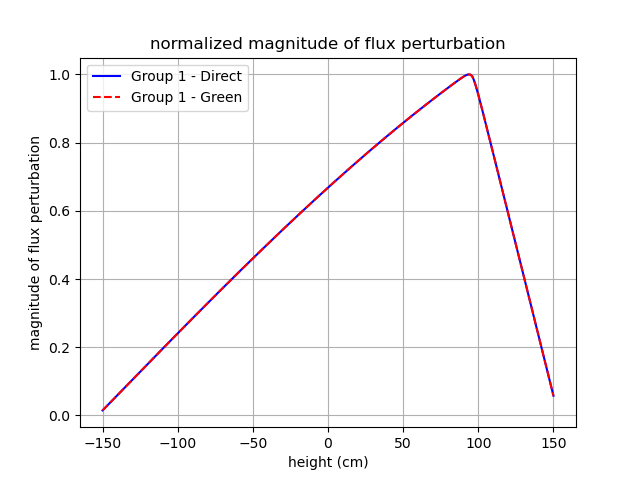 normalized magnitude of flux perturbation
Group 1 - Direct
Group 1 - Green
magnitude of flux perturbation
1.0
0.8
0.6
0.4
0.2
0.0
−150
−100
−50
0
50
100
150
height (cm)